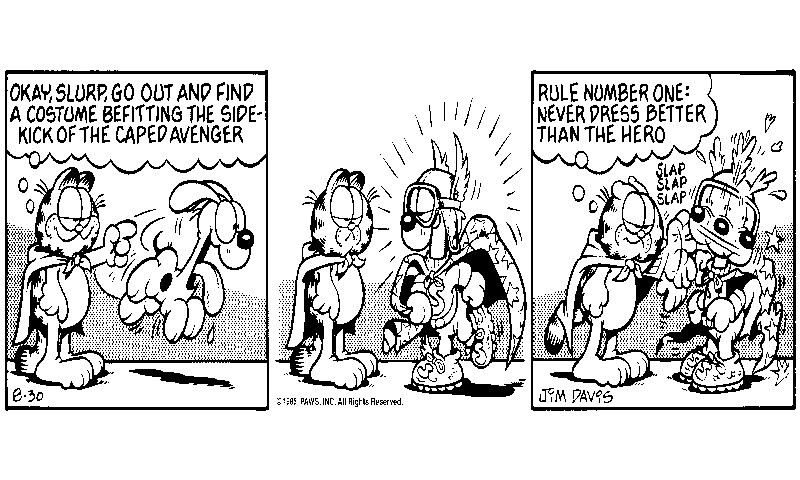 OKAY, SLURP, GO OUT AND FIND
A COSTUME BEFITTING THE SIDE-
KICK OF THE CAPED AVENGER
8-30
© 1985 PAWS, INC. All Rights Reserved.
S
RULE NUMBER ONE:
NEVER DRESS BETTER
THAN THE HERO
SLAP
SLAP
SLAP
JIM DAVIS